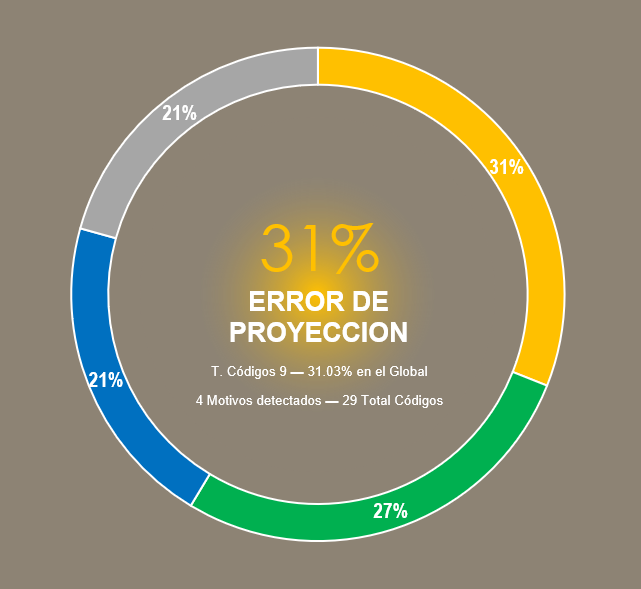 21%
31%
31%
ERROR DE
PROYECCION
T. Códigos 9 — 31.03% en el Global
21%
4 Motivos detectados — 29 Total Códigos
27%